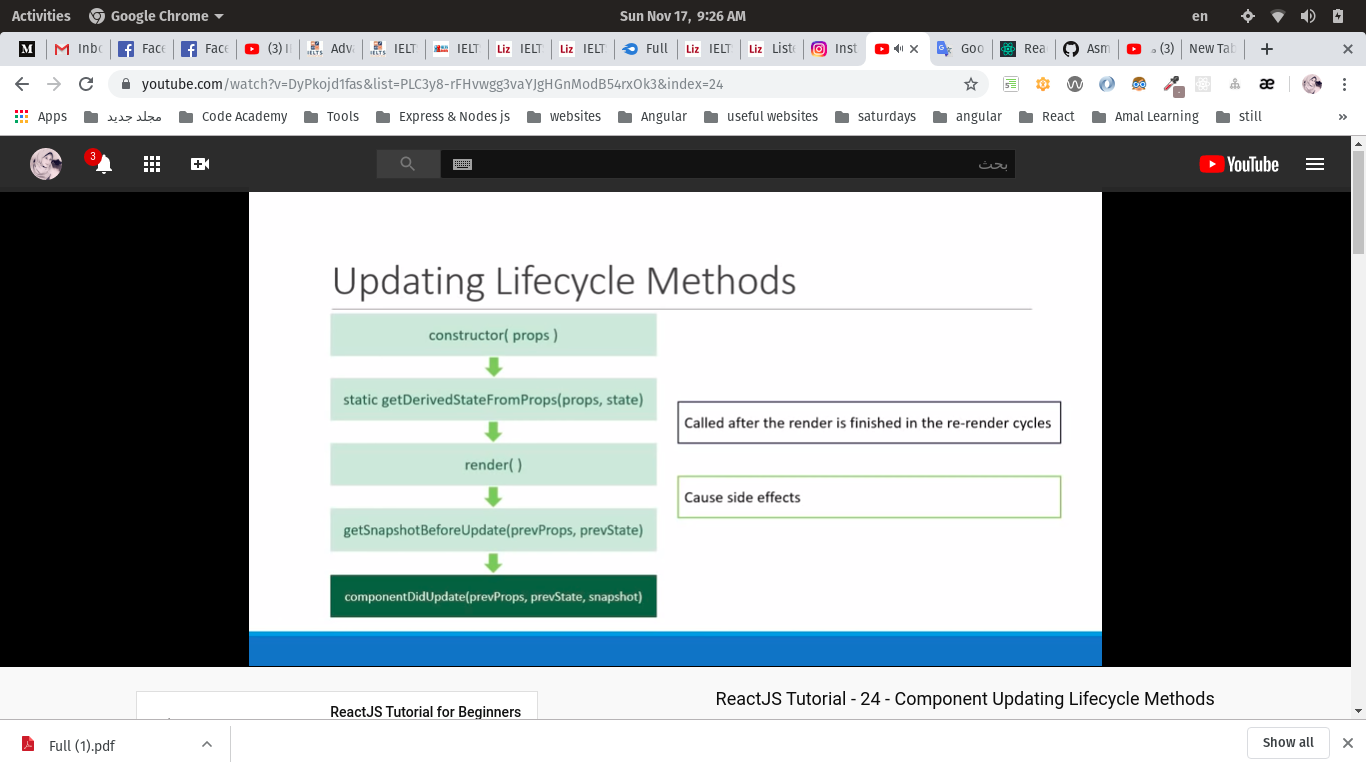 Activities
Google Chrome
Sun Nov 17, 9:26 AM
en
M
Inbo
Face
Face
(3) I
Adva
IELT
IELT
Liz
IELT
Liz
IELT
Full
Liz
IELT
Liz
List
Inst
Goo
Rea
Asm
(3) .
New Tab
youtube.com/watch?v=DyPkojd1fas&list=PLC3y8-rFHvwgg3vaYJgHGnModB54rxOk3&index=24
æ
Apps
مجلد جديد
Code Academy
Tools
Express & Nodes js
websites
Angular
useful websites
saturdays
angular
React
Amal Learning
still
»
3
بحث
YouTube
Updating Lifecycle Methods
constructor( props )
static getDerivedStateFromProps(props, state)
Called after the render is finished in the re-render cycles
render( )
Cause side effects
getSnapshotBeforeUpdate(prevProps, prevState)
componentDidUpdate(prevProps, prevState, snapshot)
ReactJS Tutorial - 24 - Component Updating Lifecycle Methods
ReactJS Tutorial for Beginners
Full (1).pdf
Show all